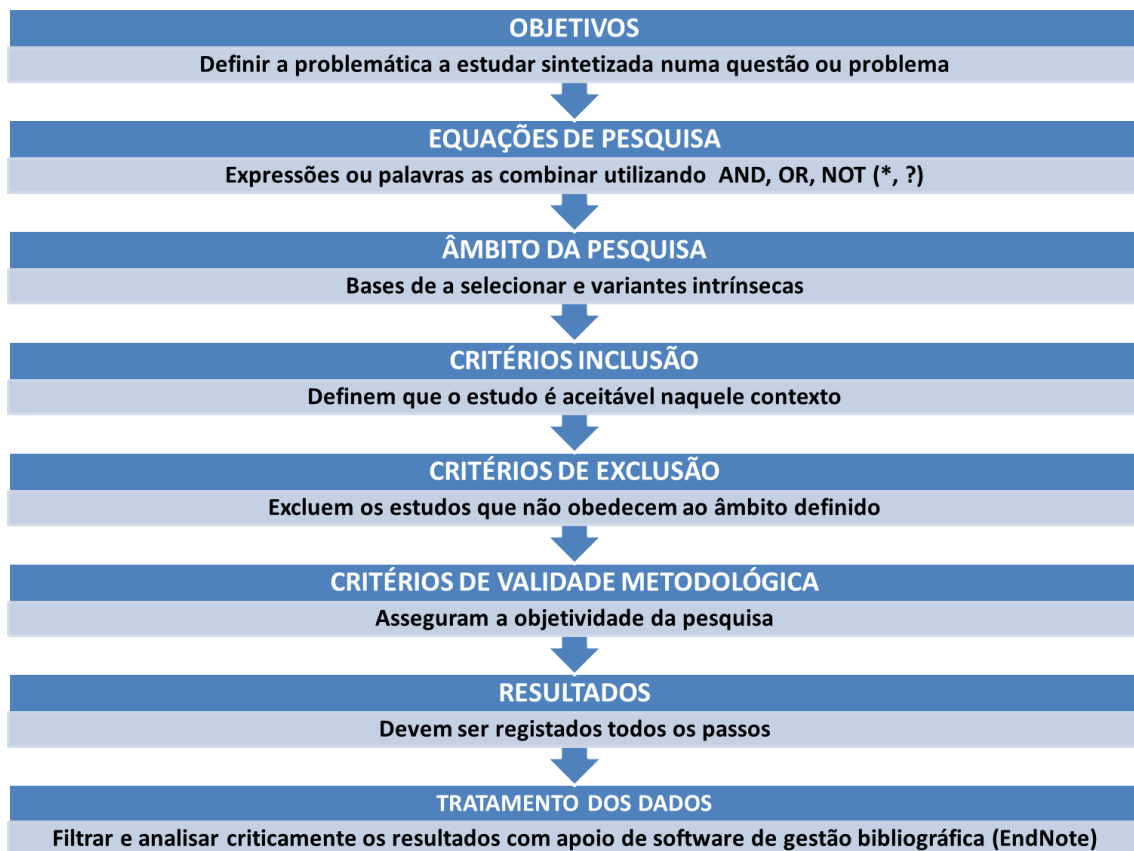 OBJETIVOS
Definir a problemática a estudar sintetizada numa questão ou problema
EQUAÇÕES DE PESQUISA
Expressões ou palavras as combinar utilizando AND, OR, NOT (*, ?)
ÂMBITO DA PESQUISA
Bases de a selecionar e variantes intrínsecas
CRITÉRIOS INCLUSÃO
Definem que o estudo é aceitável naquele contexto
CRITÉRIOS DE EXCLUSÃO
Excluem os estudos que não obedecem ao âmbito definido
CRITÉRIOS DE VALIDADE METODOLÓGICA
Asseguram a objetividade da pesquisa
RESULTADOS
Devem ser registados todos os passos
TRATAMENTO DOS DADOS
Filtrar e analisar criticamente os resultados com apoio de software de gestão bibliográfica (EndNote)